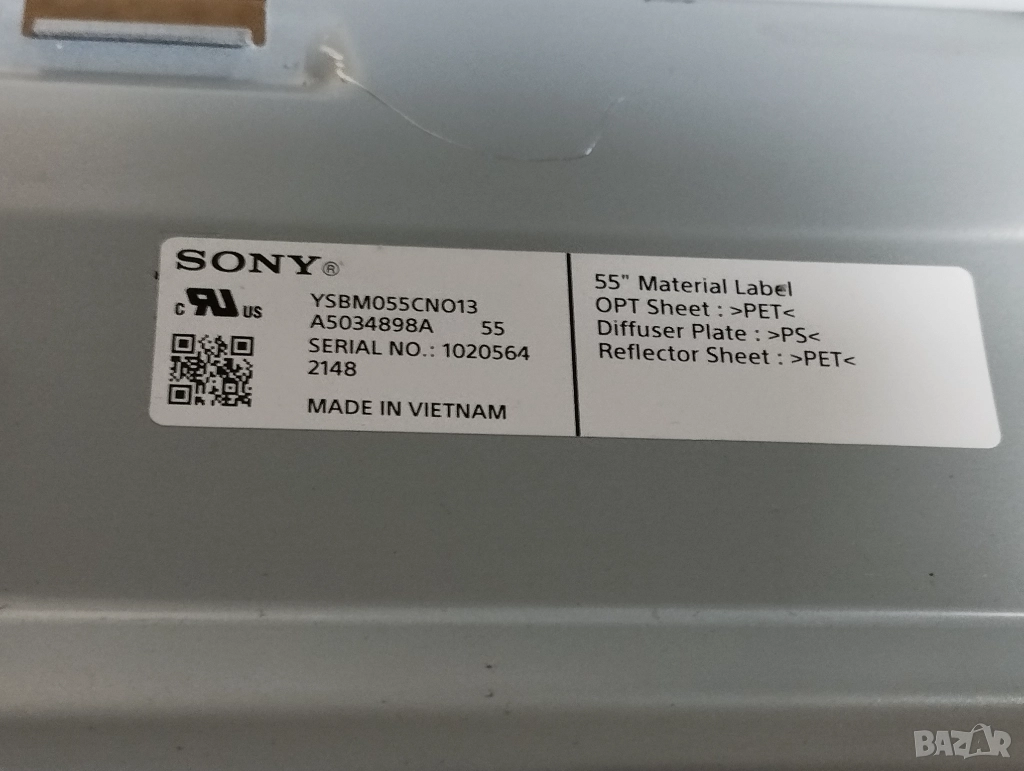 SONY®
c RU US
YSBM055CNO13
A5034898A 55
SERIAL NO.: 1020564
2148
MADE IN VIETNAM
55" Material Label
OPT Sheet : >PET<
Diffuser Plate : >PS<
Reflector Sheet : >PET<
BAZAR